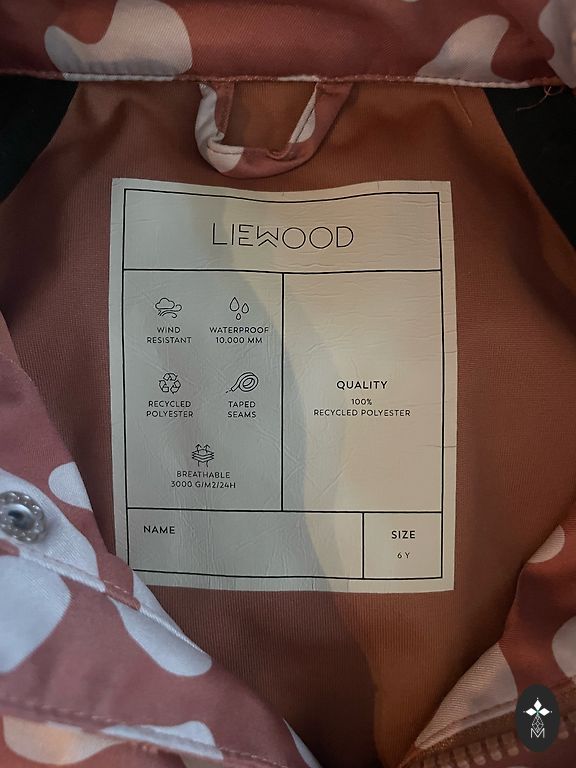 LIEWOOD
WIND
RESISTANT
WATERPROOF
10.000 MM
RECYCLED
POLYESTER
TAPED
SEAMS
BREATHABLE
3000 G/M2/24H
QUALITY
100%
RECYCLED POLYESTER
NAME
SIZE
6 Y
M